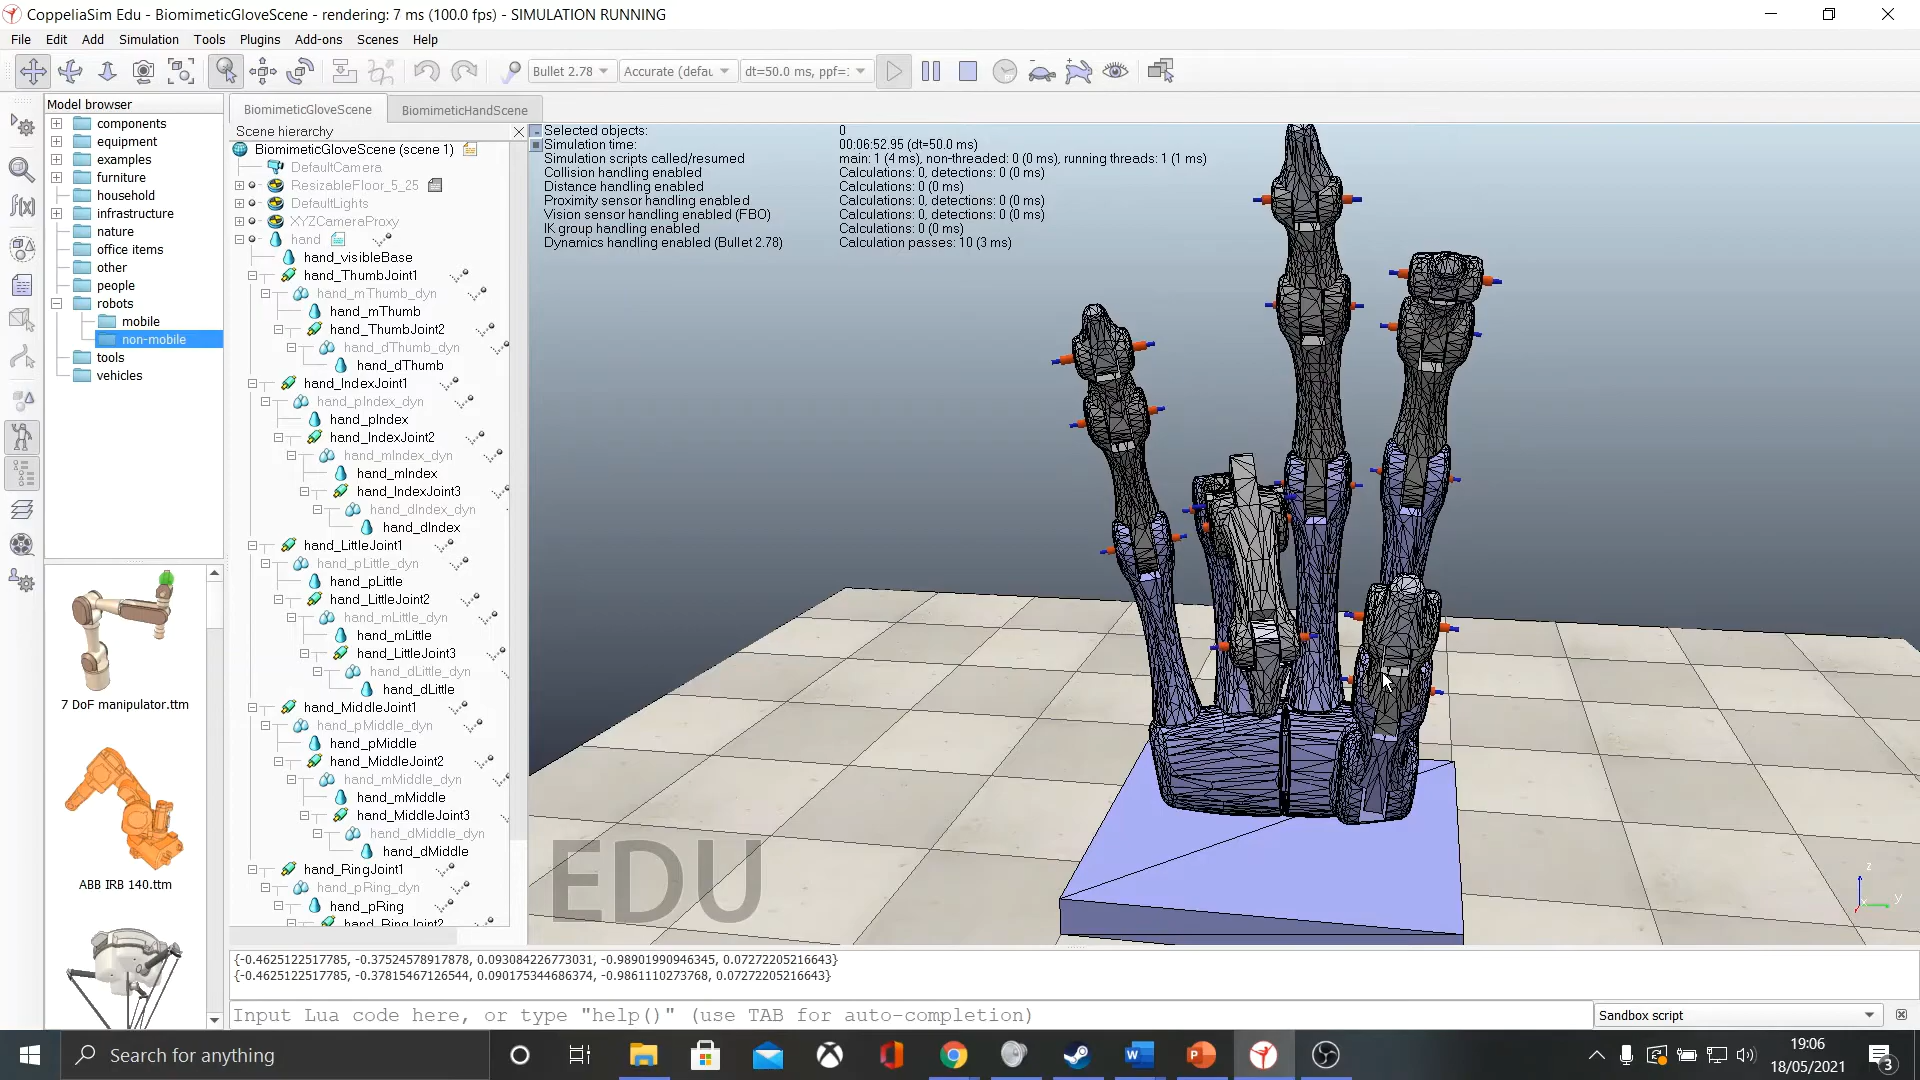 CoppeliaSim Edu - BiomimeticGloveScene - rendering: 7 ms (100.0 fps) - SIMULATION RUNNING
File Edit Add Simulation Tools Plugins Add-ons Scenes Help
Bullet 2.78 Accurate (defau dt=50.0 ms, ppf=:
Model browser
components
equipment
examples
furniture
household
infrastructure
nature
office items
other
people
robots
mobile
non-mobile
tools
vehicles
7 DoF manipulator.ttm
ABB IRB 140.ttm
BiomimeticGloveScene BiomimeticHandScene
Scene hierarchy
BiomimeticGloveScene (scene 1)
DefaultCamera
ResizableFloor_5_25
DefaultLights
XYZCameraProxy
hand
hand_visibleBase
hand_ThumbJoint1
hand_mThumb_dyn
hand_mThumb
hand_ThumbJoint2
hand_dThumb_dyn
hand_dThumb
hand_IndexJoint1
hand_pIndex_dyn
hand_pIndex
hand_IndexJoint2
hand_mIndex_dyn
hand_mIndex
hand_IndexJoint3
hand_dIndex_dyn
hand_dIndex
hand_LittleJoint1
hand_pLittle_dyn
hand_pLittle
hand_LittleJoint2
hand_mLittle_dyn
hand_mLittle
hand_LittleJoint3
hand_dLittle_dyn
hand_dLittle
hand_MiddleJoint1
hand_pMiddle_dyn
hand_pMiddle
hand_MiddleJoint2
hand_mMiddle_dyn
hand_mMiddle
hand_MiddleJoint3
hand_dMiddle_dyn
hand_dMiddle
hand_RingJoint1
hand_pRing_dyn
hand_pRing
hand_RingJoint2
Selected objects: 0
Simulation time: 00:06:52.95 (dt=50.0 ms)
Simulation scripts called/resumed main: 1 (4 ms), non-threaded: 0 (0 ms), running threads: 1 (1 ms)
Collision handling enabled Calculations: 0, detections: 0 (0 ms)
Distance handling enabled Calculations: 0 (0 ms)
Proximity sensor handling enabled Calculations: 0, detections: 0 (0 ms)
Vision sensor handling enabled (FBO) Calculations: 0, detections: 0 (0 ms)
IK group handling enabled Calculations: 0 (0 ms)
Dynamics handling enabled (Bullet 2.78) Calculation passes: 10 (3 ms)
EDU
z
x y
{-0.4625122517785, -0.37524578917878, 0.093084226773031, -0.98901990946345, 0.07272205216643}
{-0.4625122517785, -0.37815467126544, 0.090175344686374, -0.9861110273768, 0.07272205216643}
Input Lua code here, or type "help()" (use TAB for auto-completion)
Sandbox script
Search for anything
19:06
18/05/2021
3